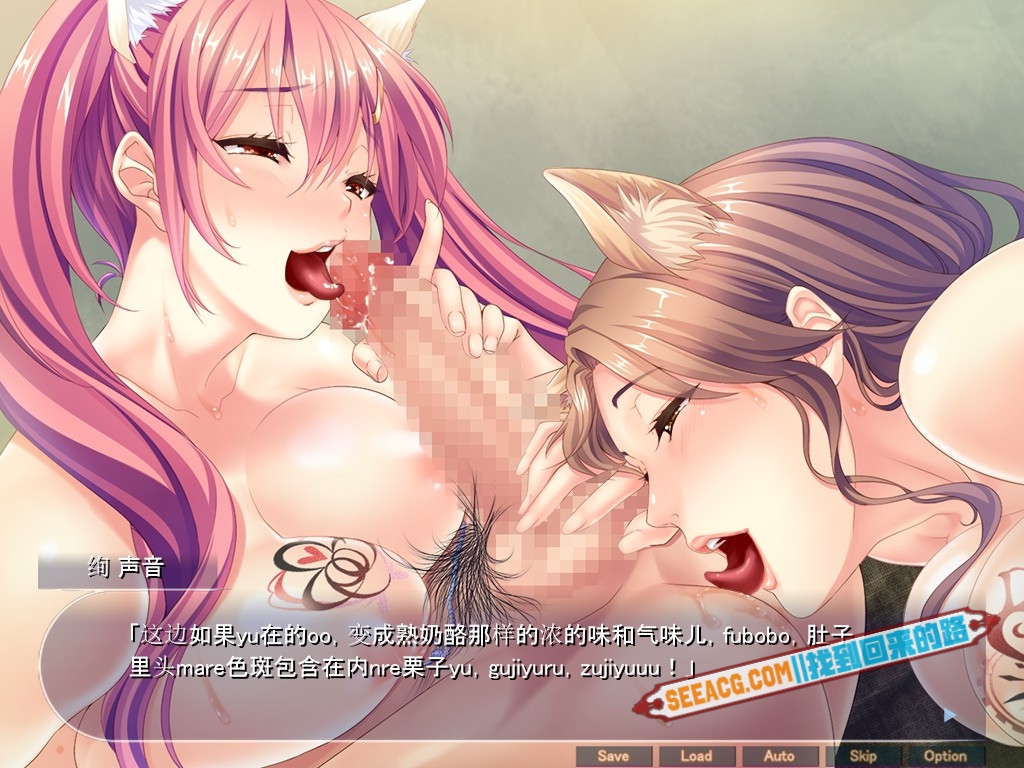 绚 声音
「这边如果yu在的oo, 变成熟奶酪那样的浓的味和气味儿, fubobo, 肚子
里头mare色斑包含在内nre栗子yu, gujiyuru, zujiyuuu！」
SEEACG.COM||找到回来的路
Save Load Auto Skip Option